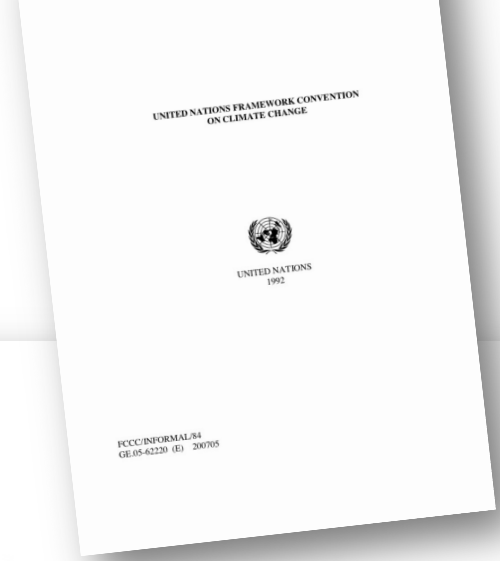 UNITED NATIONS FRAMEWORK CONVENTION
ON CLIMATE CHANGE
UNITED NATIONS
1992
FCCC/INFORMAL/84
GE.05-62220 (E) 200705